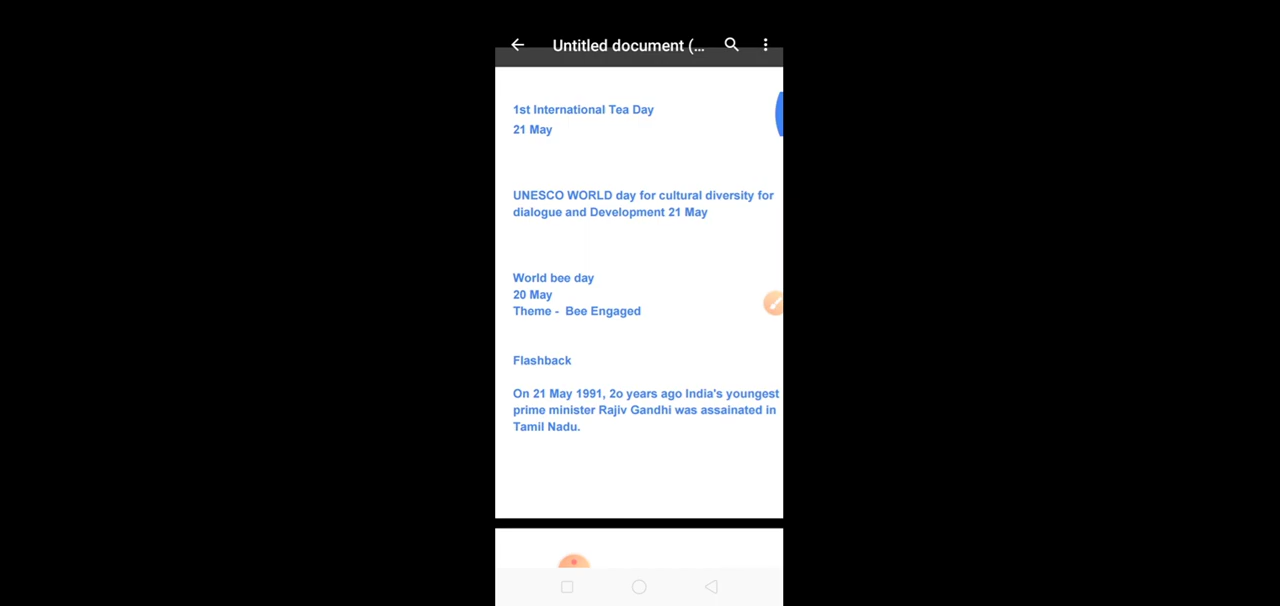 Untitled document (...
1st International Tea Day
21 May
UNESCO WORLD day for cultural diversity for
dialogue and Development 21 May
World bee day
20 May
Theme - Bee Engaged
Flashback
On 21 May 1991, 2o years ago India's youngest
prime minister Rajiv Gandhi was assainated in
Tamil Nadu.